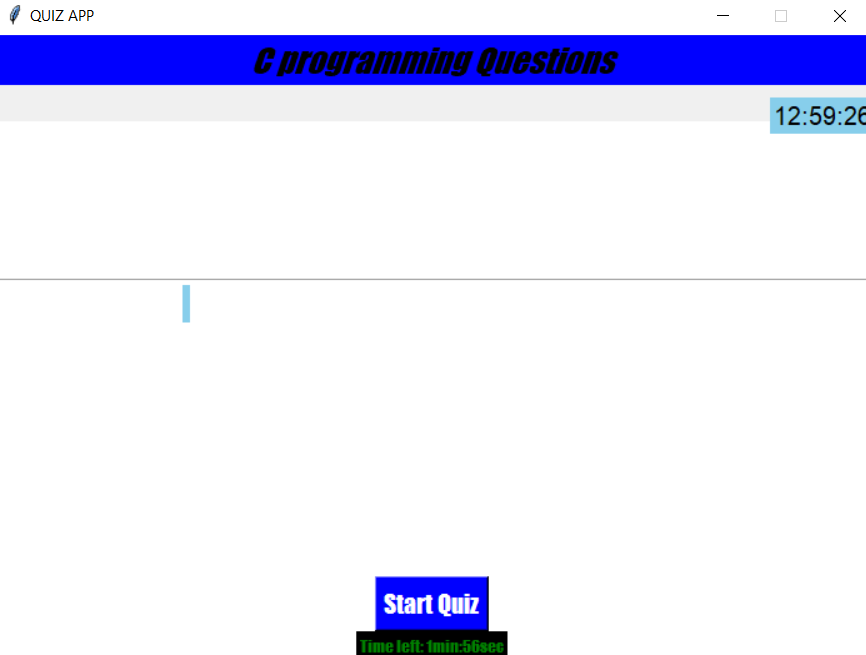 QUIZ APP
C programming Questions
12:59:26
Start Quiz
Time left: 1min:56sec